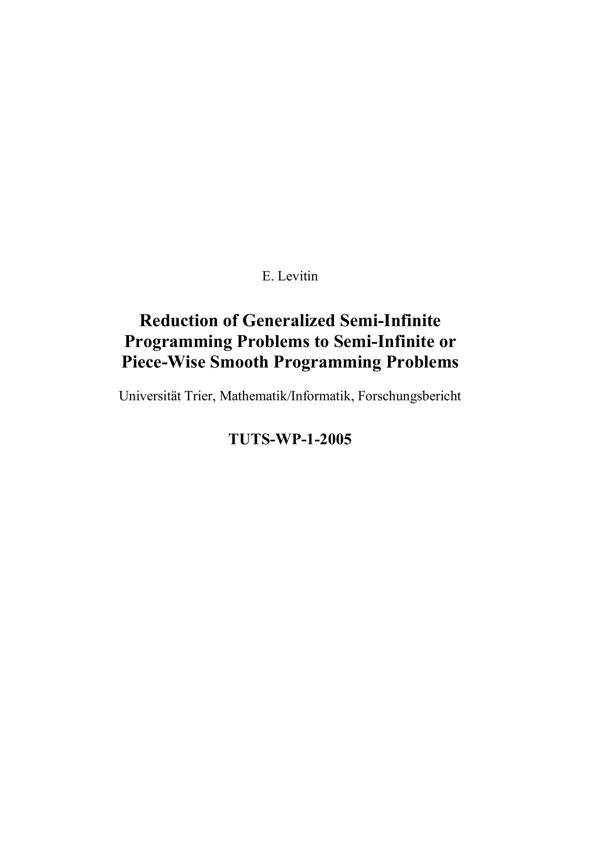 E. Levitin
Reduction of Generalized Semi-Infinite
Programming Problems to Semi-Infinite or
Piece-Wise Smooth Programming Problems
Universität Trier, Mathematik/Informatik, Forschungsbericht
TUTS-WP-1-2005